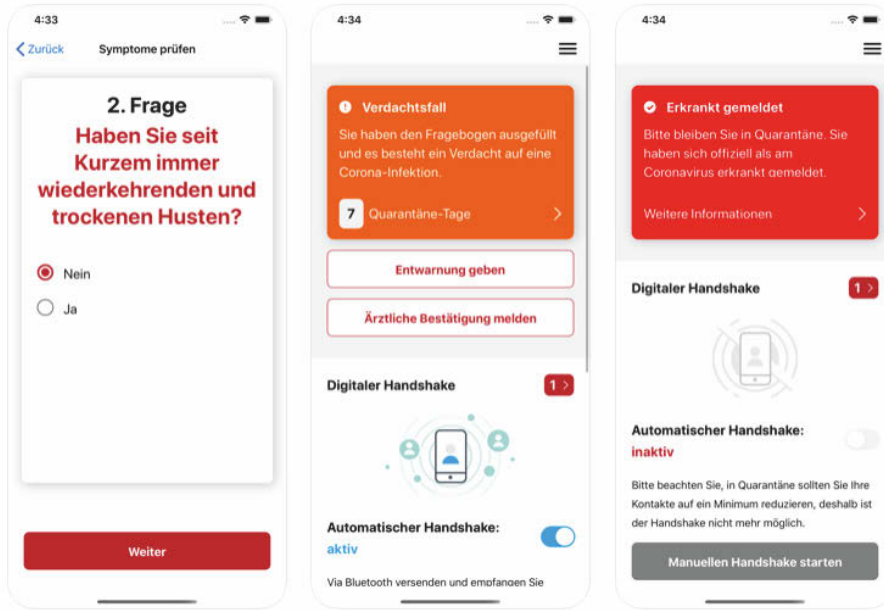 4:33
Zurück
Symptome prüfen
2. Frage
Haben Sie seit
Kurzem immer
wiederkehrenden und
trockenen Husten?
Nein
Ja
Weiter
4:34
Verdachtsfall
Sie haben den Fragebogen ausgefüllt
und es besteht ein Verdacht auf eine
Corona-Infektion.
7 Quarantäne-Tage
Entwarnung geben
Ärztliche Bestätigung melden
Digitaler Handshake
1
Automatischer Handshake:
aktiv
Via Bluetooth versenden und empfangen Sie
4:34
Erkrankt gemeldet
Bitte bleiben Sie in Quarantäne. Sie
haben sich offiziell als am
Coronavirus erkrankt gemeldet.
Weitere Informationen
Digitaler Handshake
1
Automatischer Handshake:
inaktiv
Bitte beachten Sie, in Quarantäne sollten Sie Ihre
Kontakte auf ein Minimum reduzieren, deshalb ist
der Handshake nicht mehr möglich.
Manuellen Handshake starten